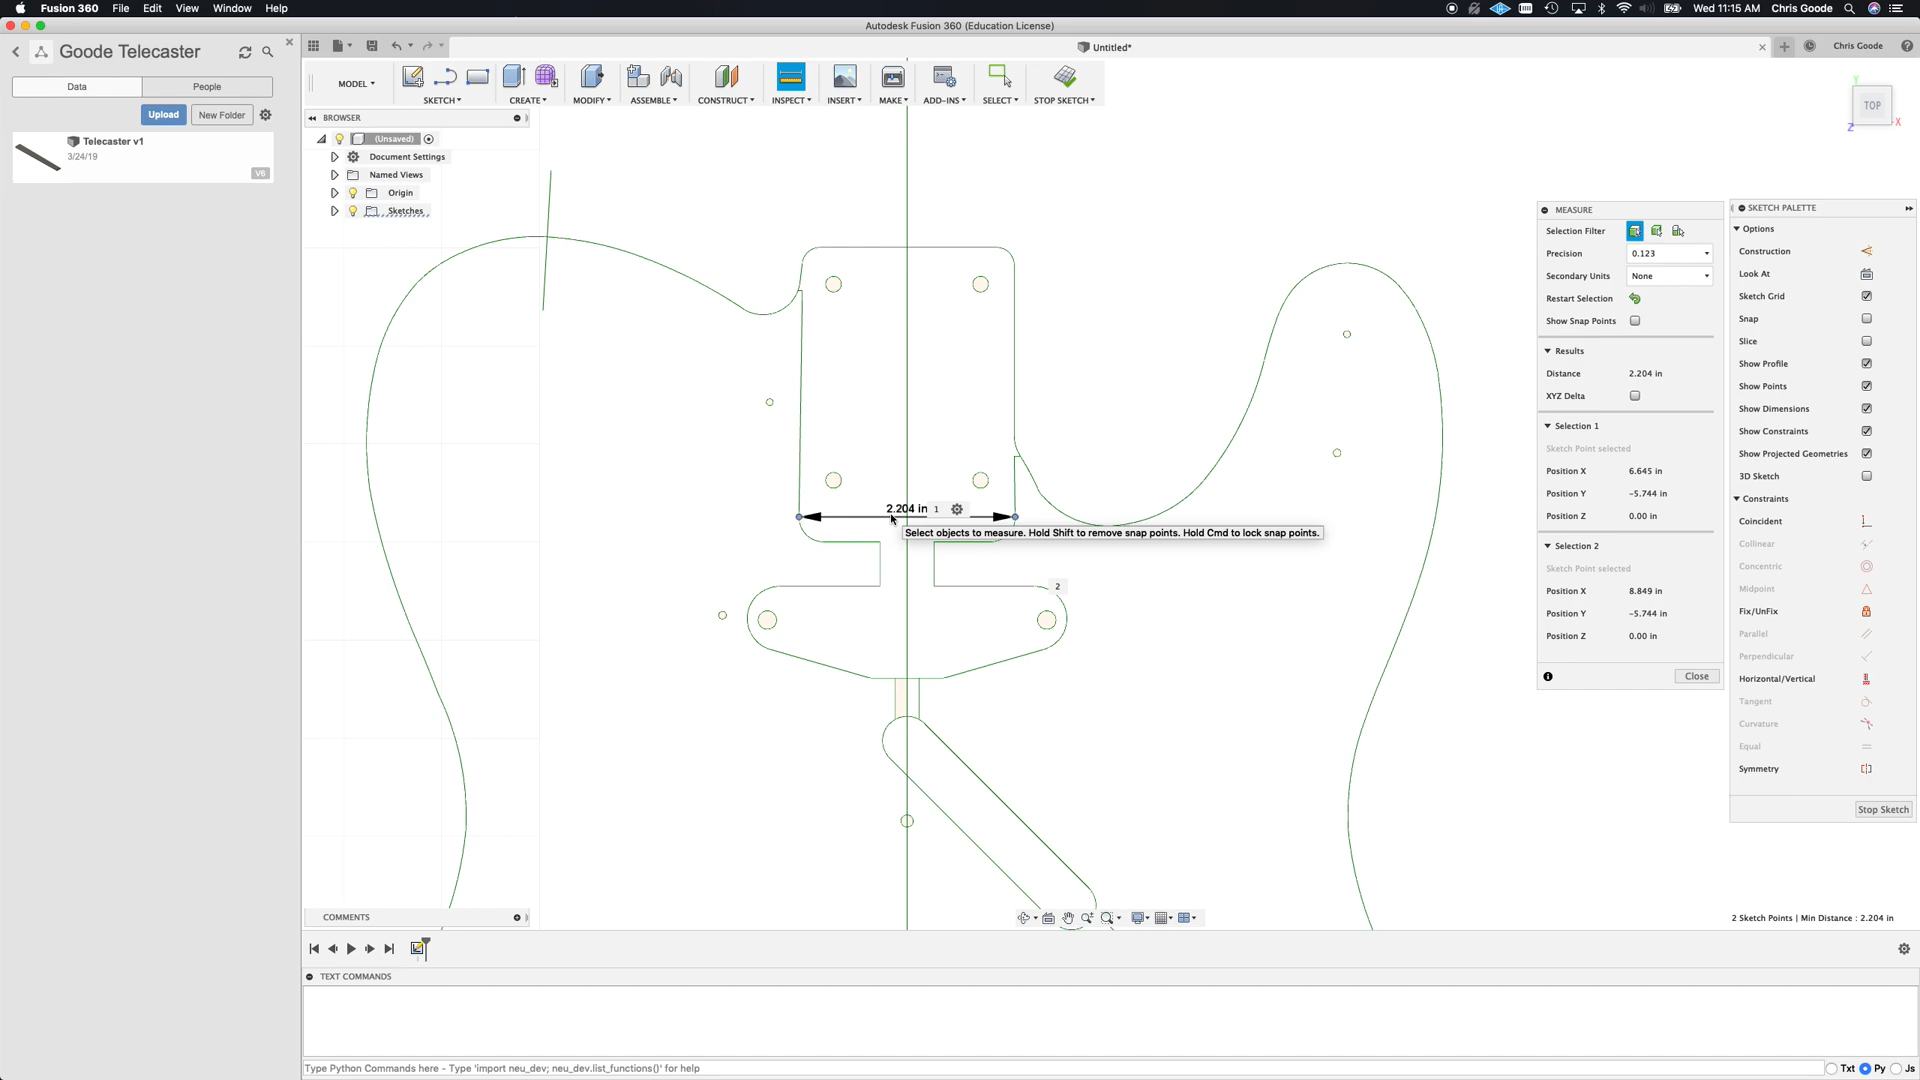 Fusion 360 File Edit View Window Help
Wed 11:15 AM Chris Goode
Autodesk Fusion 360 (Education License)
Goode Telecaster
Untitled*
Chris Goode
Data People
Upload New Folder
Telecaster v1
3/24/19
V6
MODEL
SKETCH CREATE MODIFY ASSEMBLE CONSTRUCT INSPECT INSERT MAKE ADD-INS SELECT STOP SKETCH
BROWSER
(Unsaved)
Document Settings
Named Views
Origin
Sketches
TOP
Y
X
Z
2.204 in 1
Select objects to measure. Hold Shift to remove snap points. Hold Cmd to lock snap points.
2
MEASURE
Selection Filter
Precision 0.123
Secondary Units None
Restart Selection
Show Snap Points
Results
Distance 2.204 in
XYZ Delta
Selection 1
Sketch Point selected
Position X 6.645 in
Position Y -5.744 in
Position Z 0.00 in
Selection 2
Sketch Point selected
Position X 8.849 in
Position Y -5.744 in
Position Z 0.00 in
Close
SKETCH PALETTE
Options
Construction
Look At
Sketch Grid
Snap
Slice
Show Profile
Show Points
Show Dimensions
Show Constraints
Show Projected Geometries
3D Sketch
Constraints
Coincident
Collinear
Concentric
Midpoint
Fix/UnFix
Parallel
Perpendicular
Horizontal/Vertical
Tangent
Curvature
Equal
Symmetry
Stop Sketch
COMMENTS
2 Sketch Points | Min Distance : 2.204 in
TEXT COMMANDS
Type Python Commands here - Type 'import neu_dev; neu_dev.list_functions()' for help
Txt Py Js